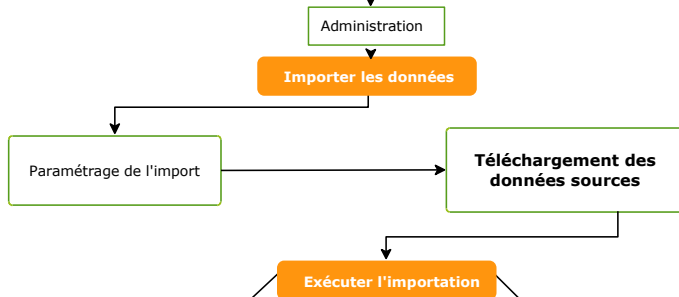 Administration
Importer les données
Paramétrage de l'import
Téléchargement des
données sources
Exécuter l'importation